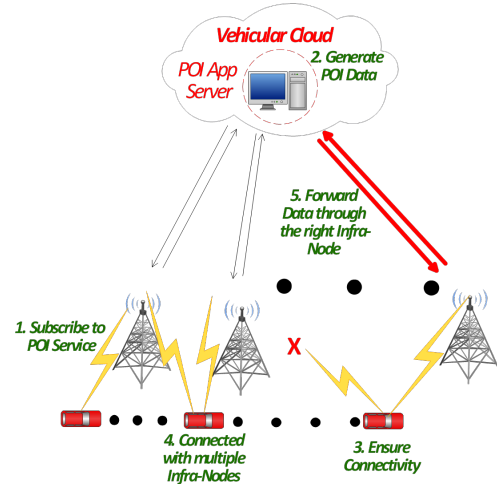 Vehicular Cloud
2. Generate
POI Data
POI App
Server
5. Forward
Data through
the right Infra-
Node
1. Subscribe to
POI Service
X
4. Connected
with multiple
Infra-Nodes
3. Ensure
Connectivity